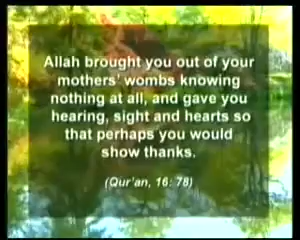 Allah brought you out of your
mothers' wombs knowing
nothing at all, and gave you
hearing, sight and hearts so
that perhaps you would
show thanks.
(Qur'an, 16: 78)